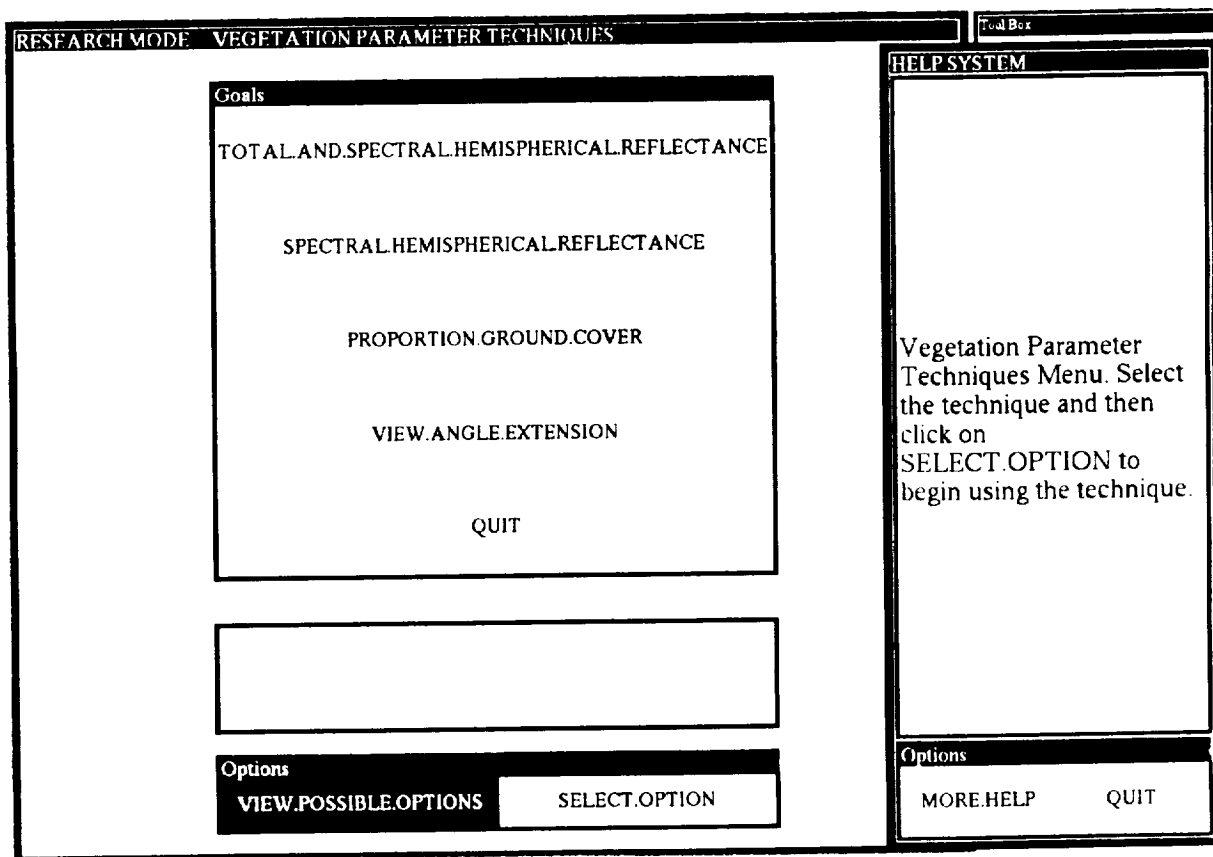 RESEARCH MODE VEGETATION PARAMETER TECHNIQUES
Goals
TOTAL.AND.SPECTRAL.HEMISPHERICAL.REFLECTANCE
SPECTRAL.HEMISPHERICAL.REFLECTANCE
PROPORTION.GROUND.COVER
VIEW.ANGLE.EXTENSION
QUIT
Options
VIEW.POSSIBLE.OPTIONS SELECT.OPTION
Tool Box
HELP SYSTEM
Vegetation Parameter
Techniques Menu. Select
the technique and then
click on
SELECT.OPTION to
begin using the technique.
Options
MORE.HELP QUIT